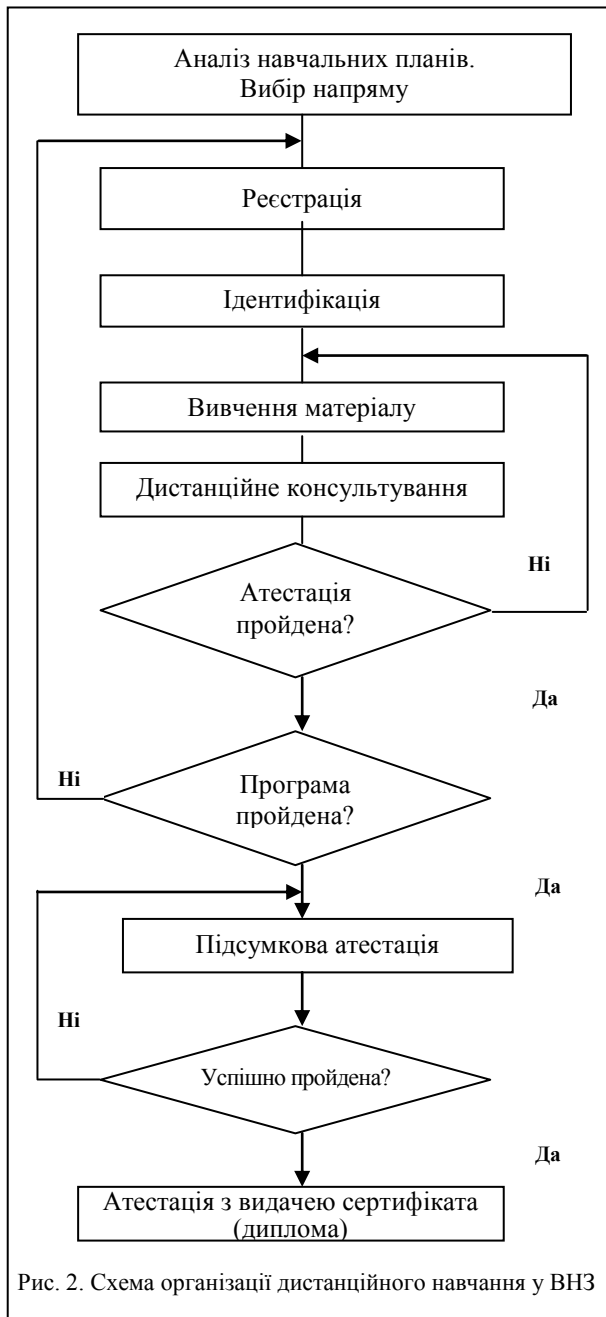 Аналіз навчальних планів.
Вибір напряму
Реєстрація
Ідентифікація
Вивчення матеріалу
Дистанційне консультування
Ні
Атестація
пройдена?
Да
Ні
Програма
пройдена?
Да
Підсумкова атестація
Ні
Успішно пройдена?
Да
Атестація з видачею сертифіката
(диплома)
Рис. 2. Схема організації дистанційного навчання у ВНЗ